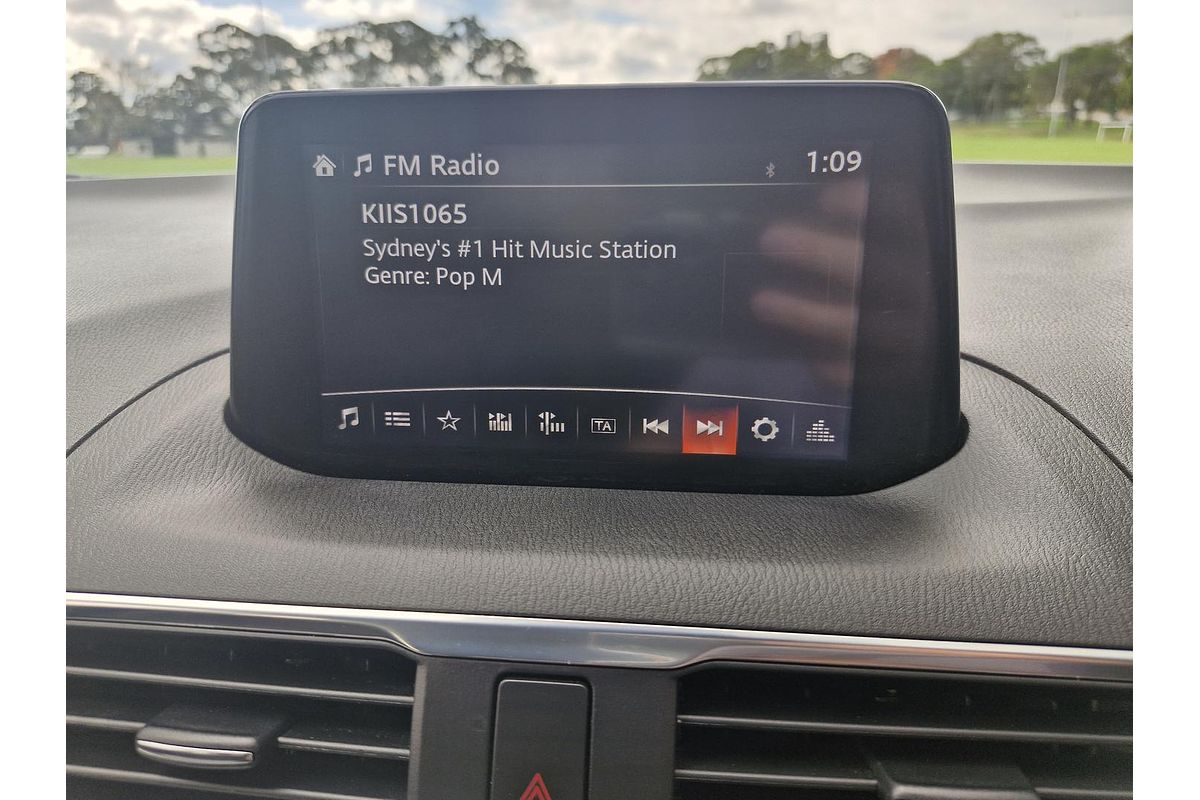 FM Radio
1:09
KIIS1065
Sydney's #1 Hit Music Station
Genre: Pop M
TA